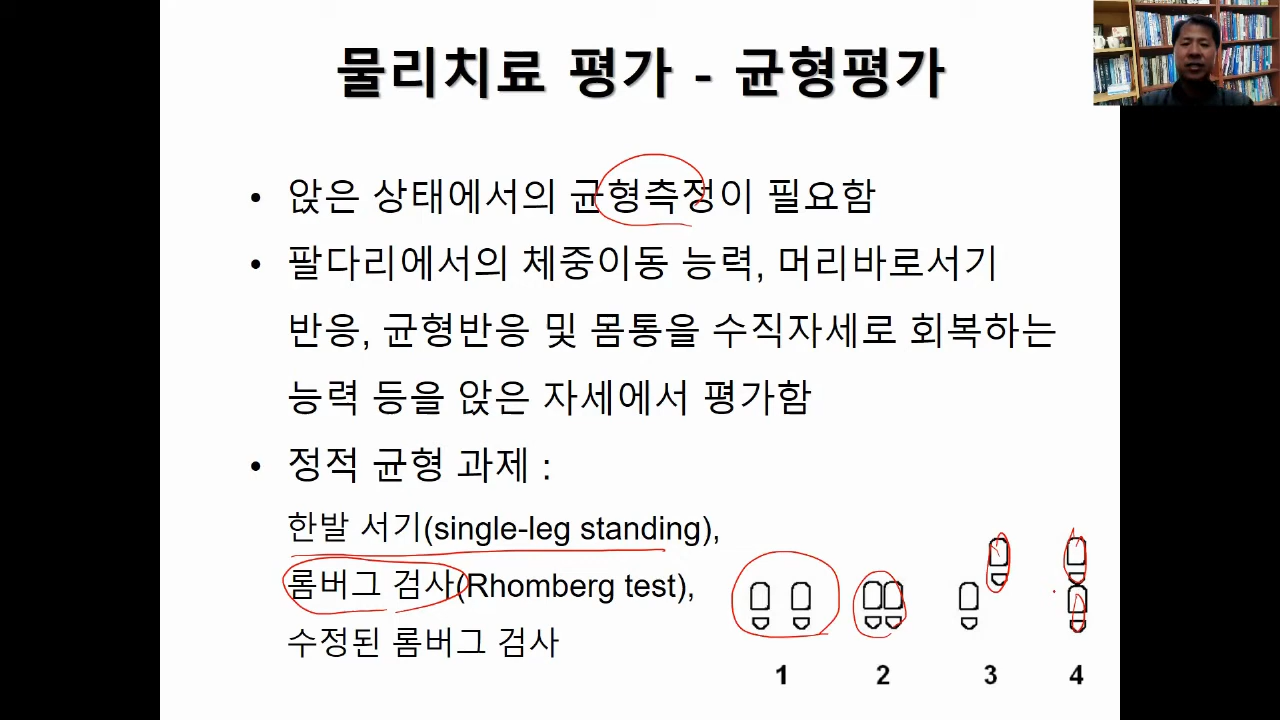 물리치료 평가 - 균형평가
• 앉은 상태에서의 균형측정이 필요함
• 팔다리에서의 체중이동 능력, 머리바로서기
반응, 균형반응 및 몸통을 수직자세로 회복하는
능력 등을 앉은 자세에서 평가함
• 정적 균형 과제 :
한발 서기(single-leg standing),
롬버그 검사(Rhomberg test),
수정된 롬버그 검사
1 2 3 4